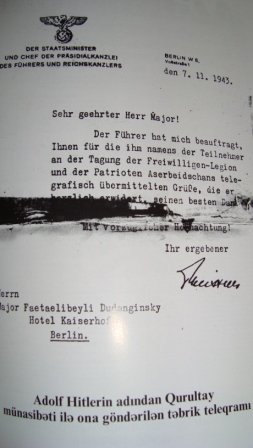 DER STAATSMINISTER
UND CHEF DER PRÄSIDIALKANZLEI
DES FÜHRERS UND REICHSKANZLERS
BERLIN W 8,
Voßstraße 1
den 7. 11. 1943.
Sehr geehrter Herr Major!
Der Führer hat mich beauftragt,
Ihnen für die ihm namens der Teilnehmer
an der Tagung der Freiwilligen-Legion
und der Patrioten Aserbeidschans tele-
grafisch übermittelten Grüße, die er
herzlich erwidert, seinen besten Dank
Mit vorzüglicher Hochachtung!
Ihr ergebener
Herrn
Major Faetaelibeyli Dudanginsky
Hotel Kaiserhof
Berlin.
Adolf Hitlerin adından Qurultay
münasibəti ilə ona göndərilən təbrik teleqramı